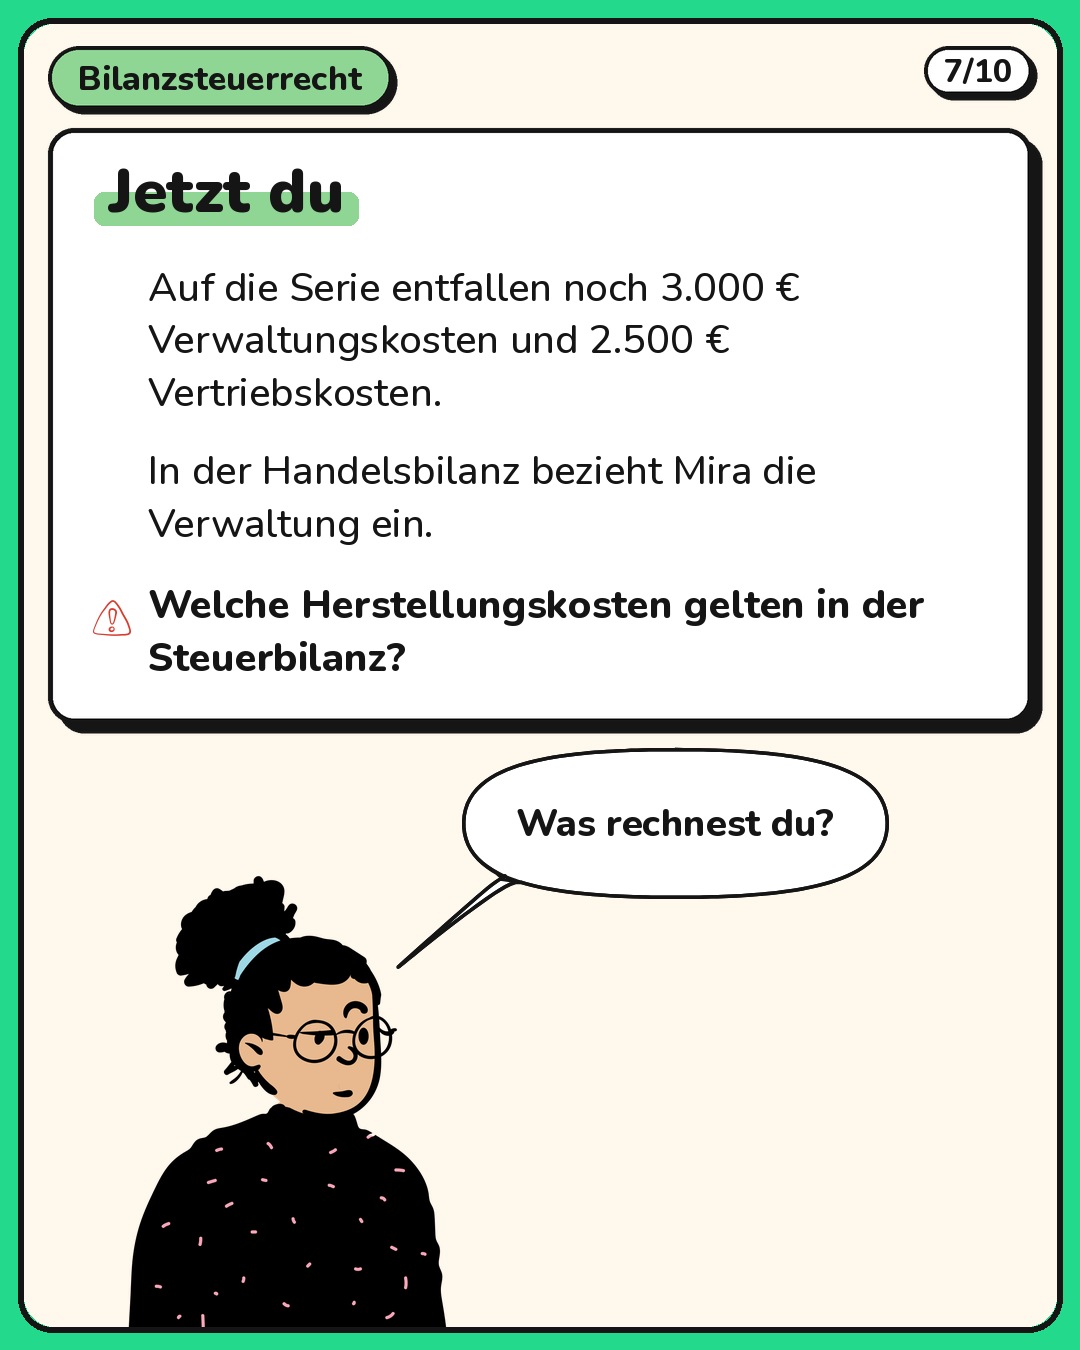 Bilanzsteuerrecht
7/10
Jetzt du
Auf die Serie entfallen noch 3.000 €
Verwaltungskosten und 2.500 €
Vertriebskosten.
In der Handelsbilanz bezieht Mira die
Verwaltung ein.
Welche Herstellungskosten gelten in der
Steuerbilanz?
Was rechnest du?